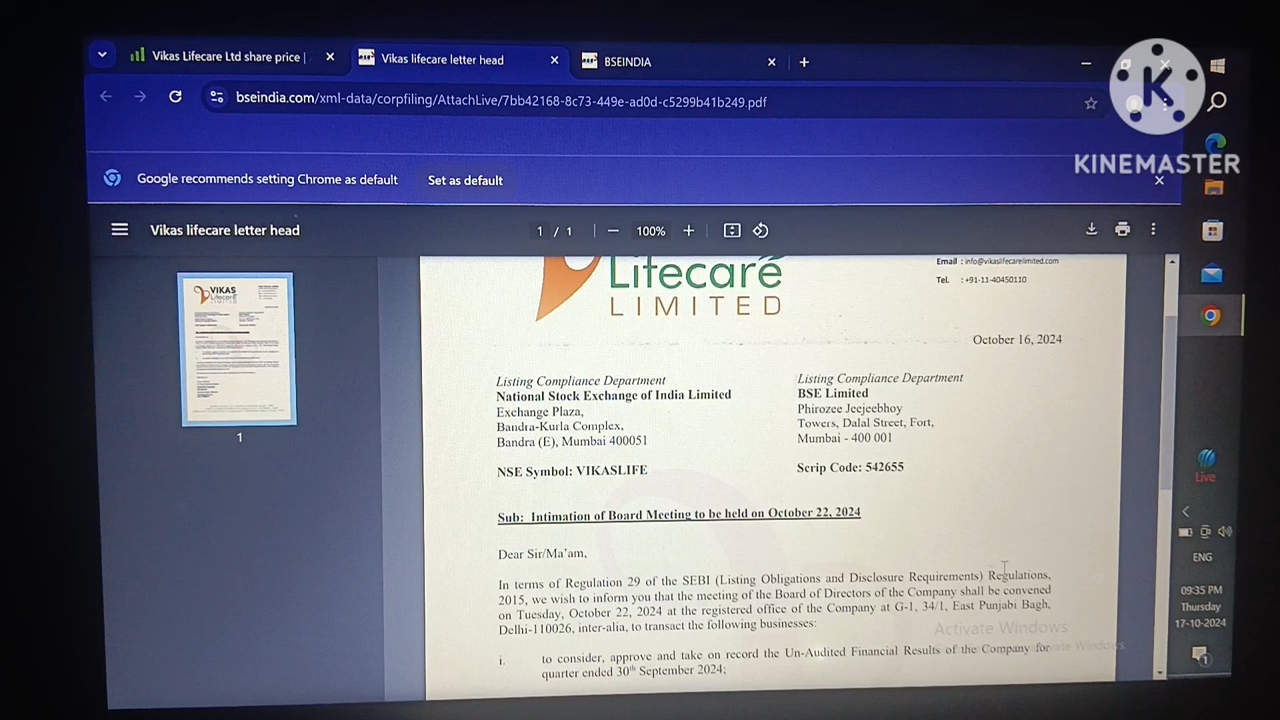 Vikas Lifecare Ltd share price |
Vikas lifecare letter head
BSEINDIA
bseindia.com/xml-data/corpfiling/AttachLive/7bb42168-8c73-449e-ad0d-c5299b41b249.pdf
K
KINEMASTER
Google recommends setting Chrome as default
Set as default
Vikas lifecare letter head
1 / 1
100%
VIKAS
Lifecare
LIMITED
1
Lifecare
LIMITED
Email : info@vikaslifecarelimited.com
Tel. : +91-11-40450110
October 16, 2024
Listing Compliance Department
National Stock Exchange of India Limited
Exchange Plaza,
Bandra-Kurla Complex,
Bandra (E), Mumbai 400051
NSE Symbol: VIKASLIFE
Listing Compliance Department
BSE Limited
Phirozee Jeejeebhoy
Towers, Dalal Street, Fort,
Mumbai - 400 001
Scrip Code: 542655
Sub: Intimation of Board Meeting to be held on October 22, 2024
Dear Sir/Ma'am,
In terms of Regulation 29 of the SEBI (Listing Obligations and Disclosure Requirements) Regulations,
2015, we wish to inform you that the meeting of the Board of Directors of the Company shall be convened
on Tuesday, October 22, 2024 at the registered office of the Company at G-1, 34/1, East Punjabi Bagh,
Delhi-110026, inter-alia, to transact the following businesses:
i. to consider, approve and take on record the Un-Audited Financial Results of the Company for
quarter ended 30th September 2024;
Activate Windows
Live
ENG
09:35 PM
Thursday
17-10-2024
1